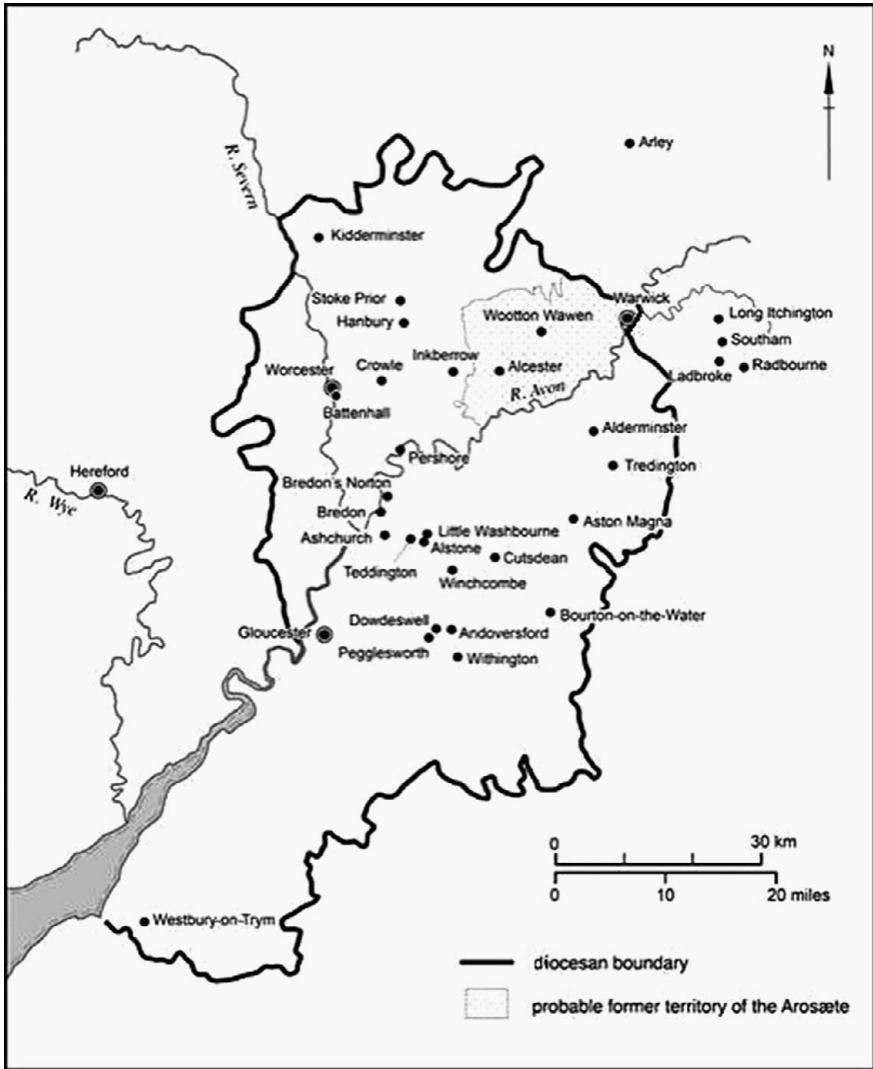 N
Arley
R. Severn
Kidderminster
Stoke Prior
Hanbury
Wootton Wawen
Warwick
Long Itchington
Southam
Ladbroke
Radbourne
Inkberrow
Alcester
Worcester
Crowle
Battenhall
R. Avon
Alderminster
Pershore
Tredington
Hereford
R. Wye
Bredon's Norton
Bredon
Ashchurch
Little Washbourne
Alstone
Teddington
Aston Magna
Cutsdean
Winchcombe
Gloucester
Dowdeswell
Andoversford
Bourton-on-the-Water
Pegglesworth
Withington
0 30 km
0 10 20 miles
Westbury-on-Trym
diocesan boundary
probable former territory of the Arosæte